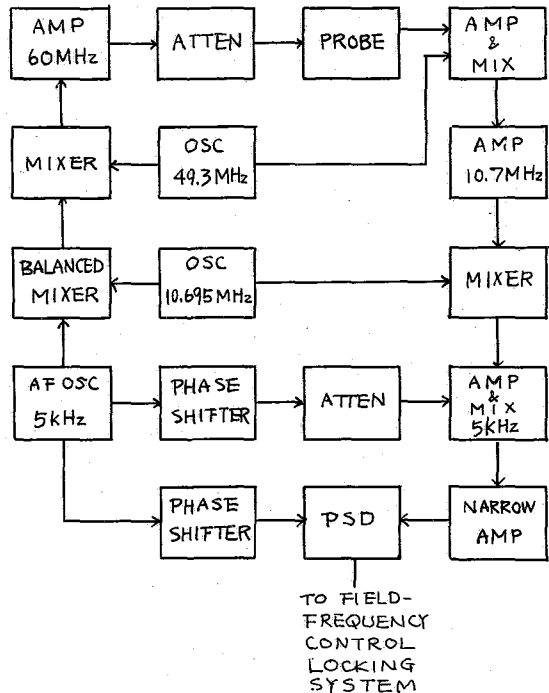 AMP
60MHz
ATTEN
PROBE
AMP
&
MIX
MIXER
OSC
49.3MHz
AMP
10.7MHz
BALANCED
MIXER
OSC
10.695MHz
MIXER
AF OSC
5kHz
PHASE
SHIFTER
ATTEN
AMP
&
MIX
5kHz
PHASE
SHIFTER
PSD
NARROW
AMP
TO FIELD-
FREQUENCY
CONTROL
LOCKING
SYSTEM